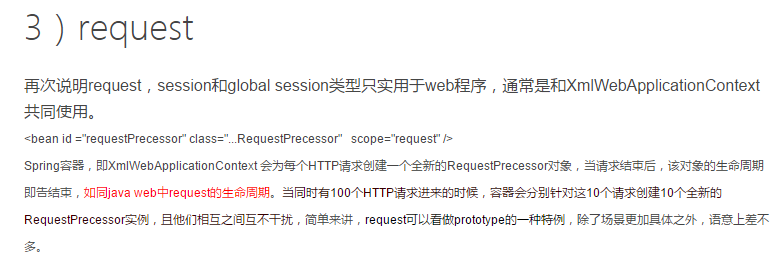 3）request
再次说明request，session和global session类型只实用于web程序，通常是和XmlWebApplicationContext
共同使用。
<bean id ="requestPrecessor" class="...RequestPrecessor"   scope="request" />
Spring容器，即XmlWebApplicationContext 会为每个HTTP请求创建一个全新的RequestPrecessor对象，当请求结束后，该对象的生命周期
即告结束，如同java web中request的生命周期。当同时有100个HTTP请求进来的时候，容器会分别针对这10个请求创建10个全新的
RequestPrecessor实例，且他们相互之间互不干扰，简单来讲，request可以看做prototype的一种特例，除了场景更加具体之外，语意上差不
多。